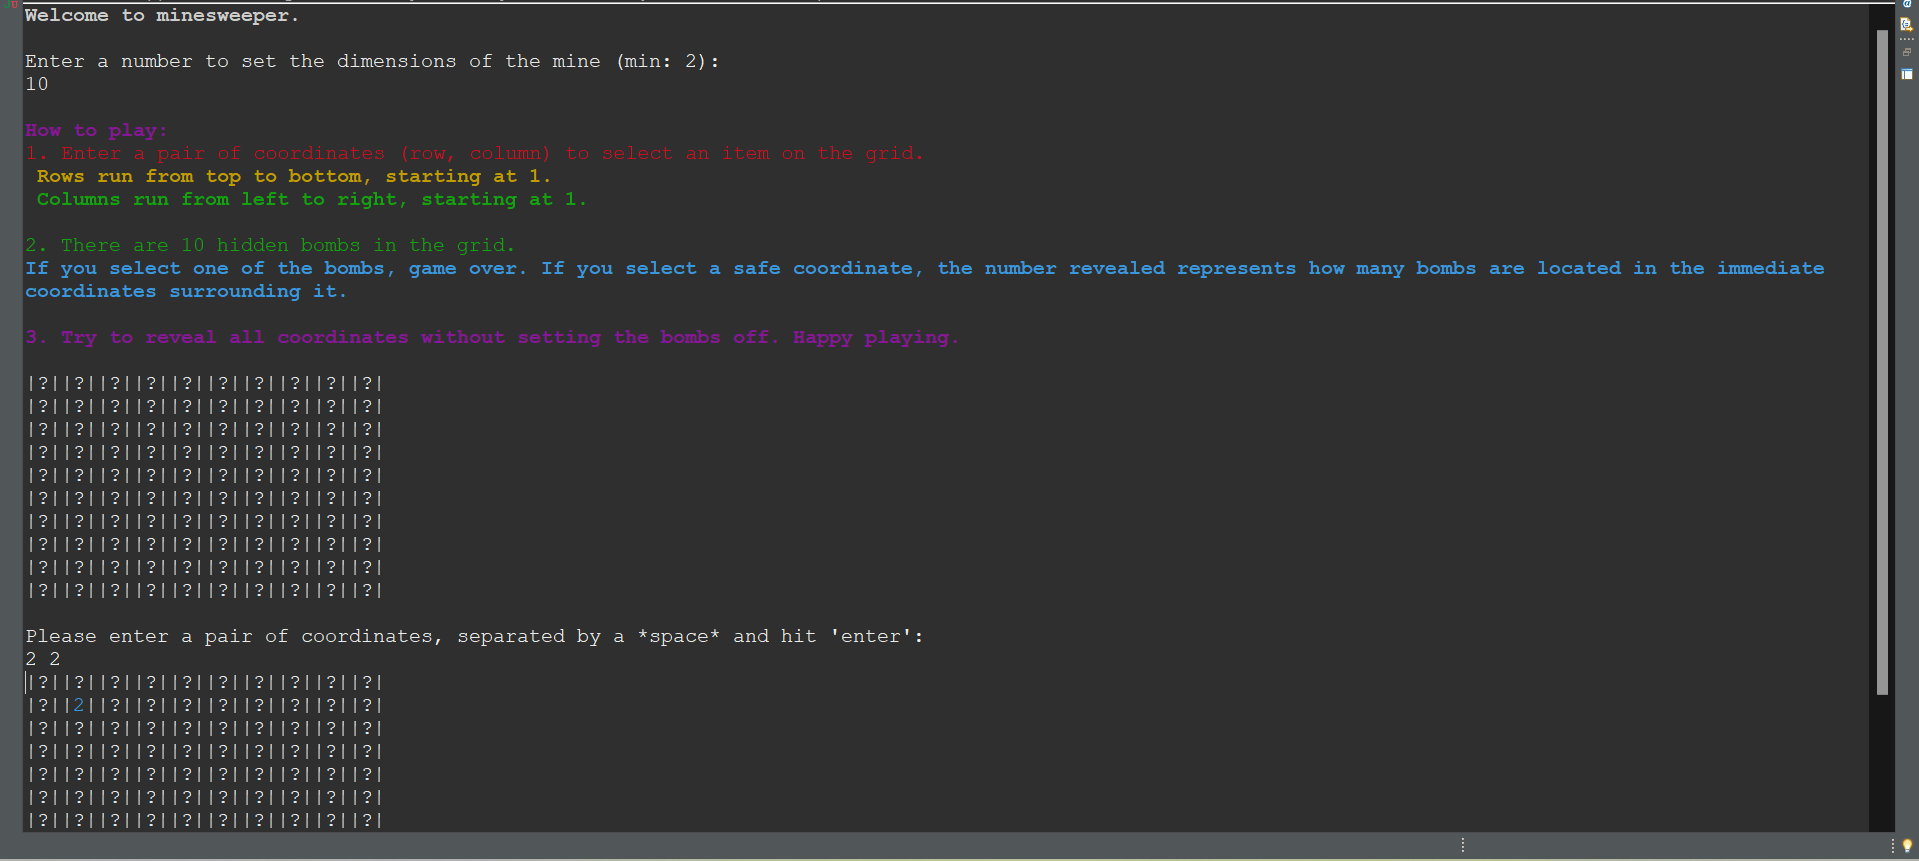 Welcome to minesweeper.
Enter a number to set the dimensions of the mine (min: 2):
10
How to play:
1. Enter a pair of coordinates (row, column) to select an item on the grid.
Rows run from top to bottom, starting at 1.
Columns run from left to right, starting at 1.
2. There are 10 hidden bombs in the grid.
If you select one of the bombs, game over. If you select a safe coordinate, the number revealed represents how many bombs are located in the immediate
coordinates surrounding it.
3. Try to reveal all coordinates without setting the bombs off. Happy playing.
|?||?||?||?||?||?||?||?||?||?|
|?||?||?||?||?||?||?||?||?||?|
|?||?||?||?||?||?||?||?||?||?|
|?||?||?||?||?||?||?||?||?||?|
|?||?||?||?||?||?||?||?||?||?|
|?||?||?||?||?||?||?||?||?||?|
|?||?||?||?||?||?||?||?||?||?|
|?||?||?||?||?||?||?||?||?||?|
|?||?||?||?||?||?||?||?||?||?|
|?||?||?||?||?||?||?||?||?||?|
Please enter a pair of coordinates, separated by a *space* and hit 'enter':
2 2
|?||?||?||?||?||?||?||?||?||?|
|?||2||?||?||?||?||?||?||?||?|
|?||?||?||?||?||?||?||?||?||?|
|?||?||?||?||?||?||?||?||?||?|
|?||?||?||?||?||?||?||?||?||?|
|?||?||?||?||?||?||?||?||?||?|
|?||?||?||?||?||?||?||?||?||?|